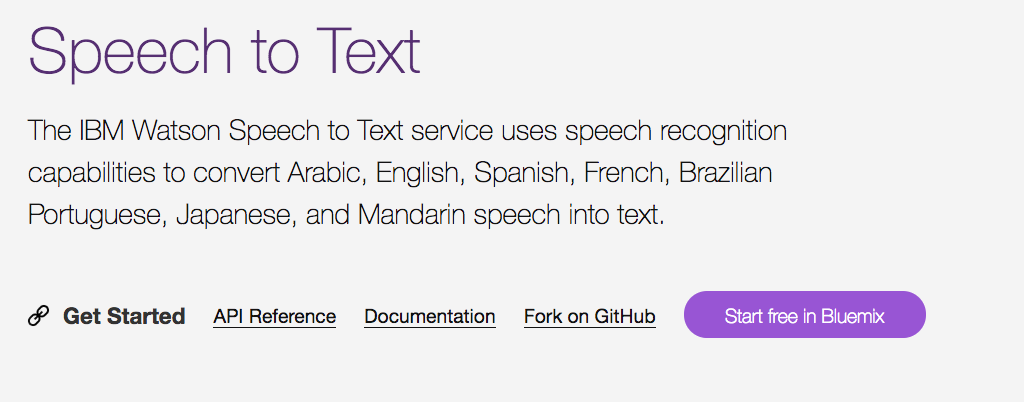 Speech to Text
The IBM Watson Speech to Text service uses speech recognition
capabilities to convert Arabic, English, Spanish, French, Brazilian
Portuguese, Japanese, and Mandarin speech into text.
Get Started API Reference Documentation Fork on GitHub Start free in Bluemix